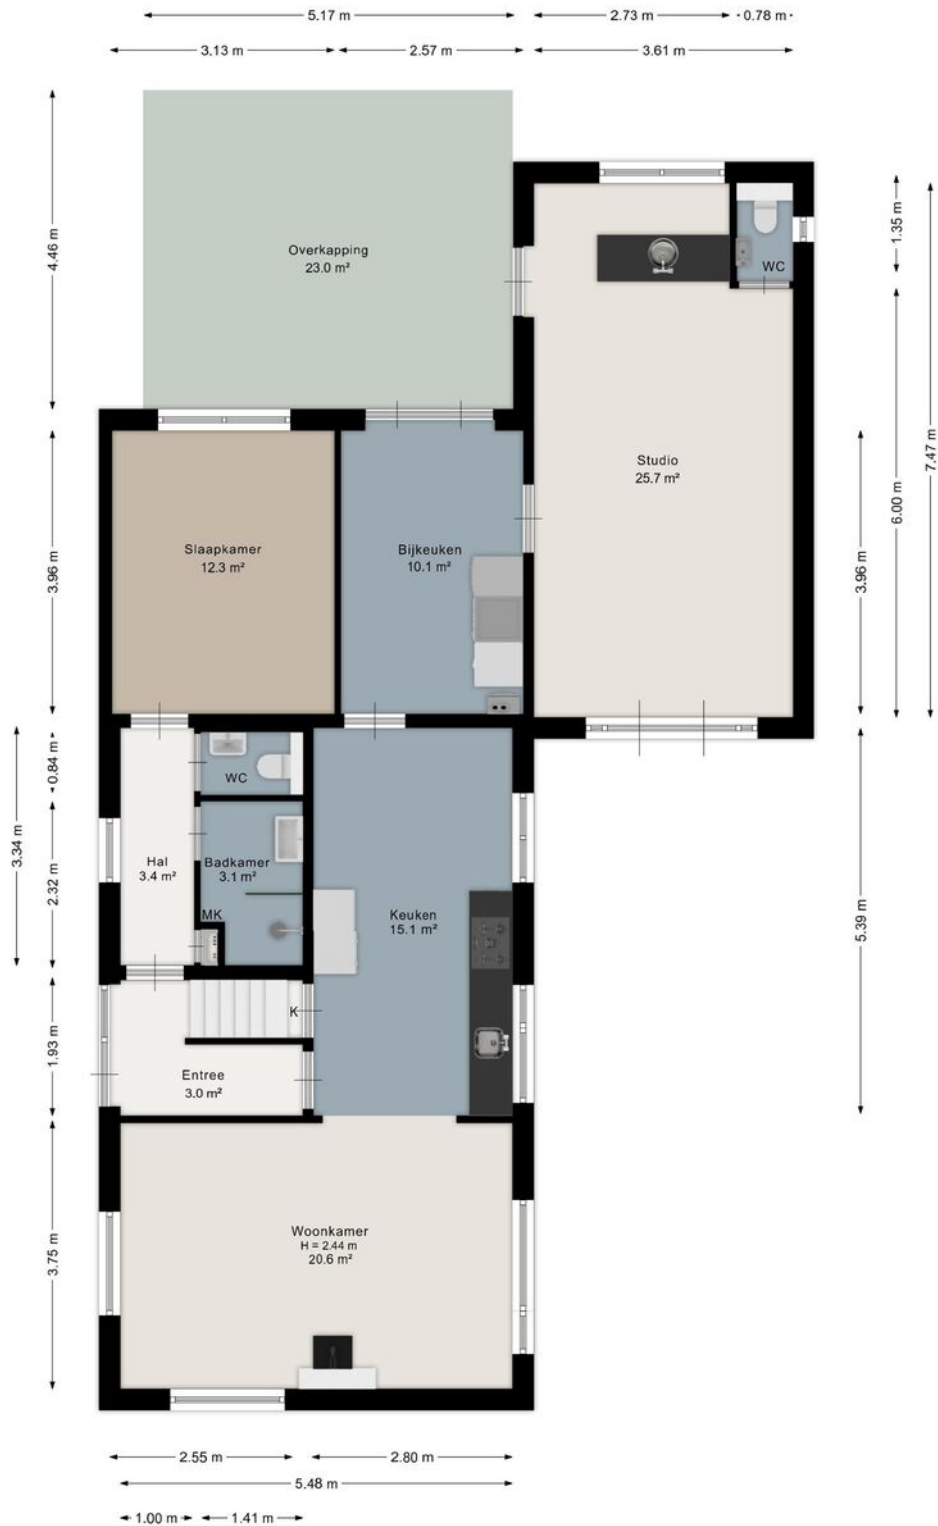 5.17 m
2.73 m
0.78 m
3.13 m
2.57 m
3.61 m
4.46 m
1.35 m
Overkapping
23.0 m²
WC
7.47 m
Studio
25.7 m²
6.00 m
Slaapkamer
12.3 m²
Bijkeuken
10.1 m²
3.96 m
3.96 m
0.84 m
WC
3.34 m
Hal
3.4 m²
Badkamer
3.1 m²
2.32 m
MK
Keuken
15.1 m²
5.39 m
K
1.93 m
Entree
3.0 m²
Woonkamer
H = 2.44 m
20.6 m²
3.75 m
2.55 m
2.80 m
5.48 m
1.00 m
1.41 m